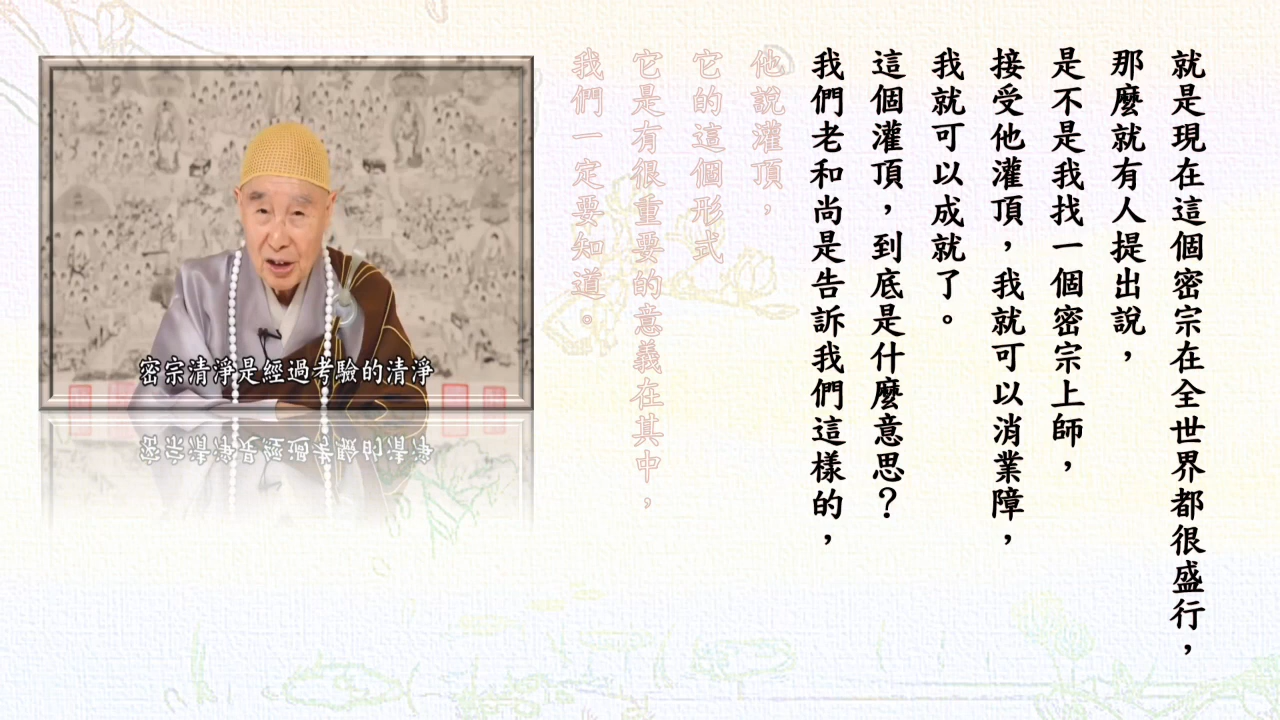 就是現在這個密宗在全世界都很盛行，
那麼就有人提出說，
是不是我找一個密宗上師，
接受他灌頂，我就可以消業障，
我就可以成就了。
這個灌頂，到底是什麼意思？
我們老和尚是告訴我們這樣的，
他說灌頂，
它的這個形式
它是有很重要的意義在其中，
我們一定要知道。
密宗清淨是經過考驗的清淨